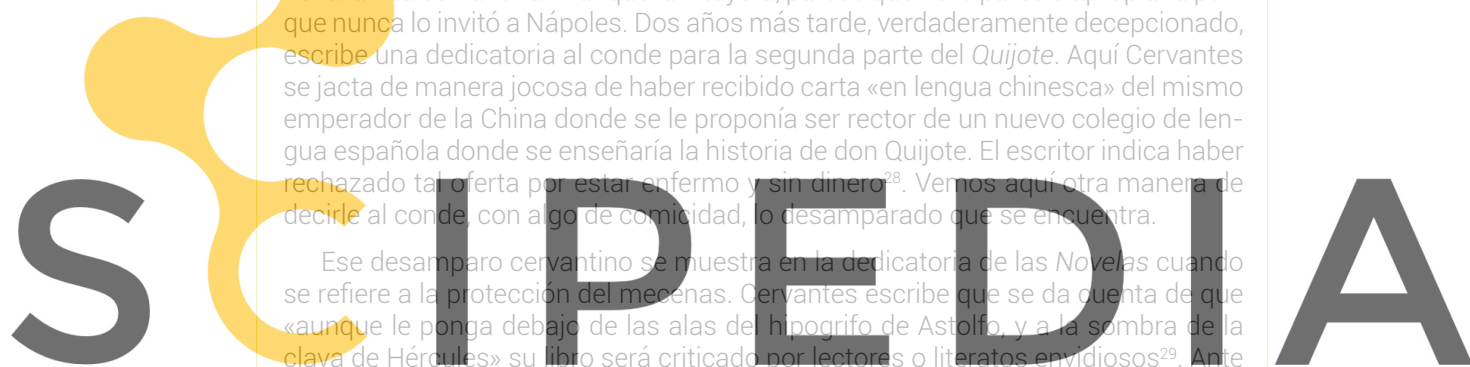 que nunca lo invitó a Nápoles. Dos años más tarde, verdaderamente decepcionado,
escribe una dedicatoria al conde para la segunda parte del Quijote. Aquí Cervantes
se jacta de manera jocosa de haber recibido carta «en lengua chinesca» del mismo
emperador de la China donde se le proponía ser rector de un nuevo colegio de len-
gua española donde se enseñaría la historia de don Quijote. El escritor indica haber
rechazado tal oferta por estar enfermo y sin dinero²⁸. Vemos aquí otra manera de
decirle al conde, con algo de comicidad, lo desamparado que se encuentra.
Ese desamparo cervantino se muestra en la dedicatoria de las Novelas cuando
se refiere a la protección del mecenas. Cervantes escribe que se da cuenta de que
«aunque le ponga debajo de las alas del hipogrifo de Astolfo, y a la sombra de la
clava de Hércules» su libro será criticado por lectores o literatos envidiosos²⁹. Ante
SCIPEDIA